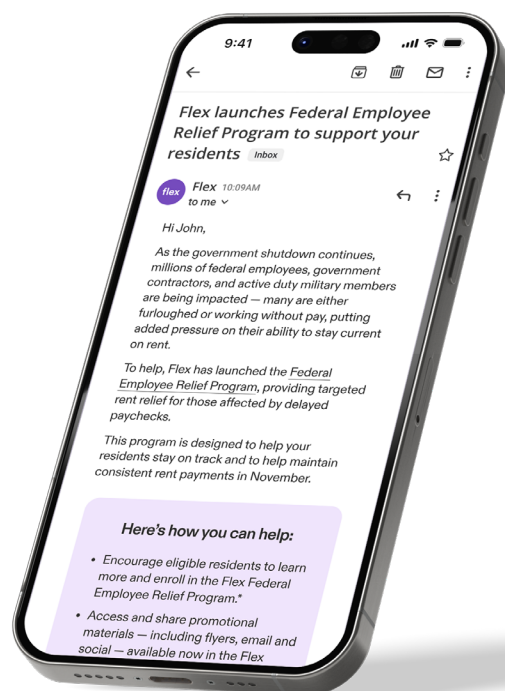 9:41
Flex launches Federal Employee
Relief Program to support your
residents Inbox
flex
Flex 10:09AM
to me
Hi John,
As the government shutdown continues,
millions of federal employees, government
contractors, and active duty military members
are being impacted — many are either
furloughed or working without pay, putting
added pressure on their ability to stay current
on rent.
To help, Flex has launched the Federal
Employee Relief Program, providing targeted
rent relief for those affected by delayed
paychecks.
This program is designed to help your
residents stay on track and to help maintain
consistent rent payments in November.
Here's how you can help:
• Encourage eligible residents to learn
more and enroll in the Flex Federal
Employee Relief Program.*
• Access and share promotional
materials — including flyers, email and
social — available now in the Flex